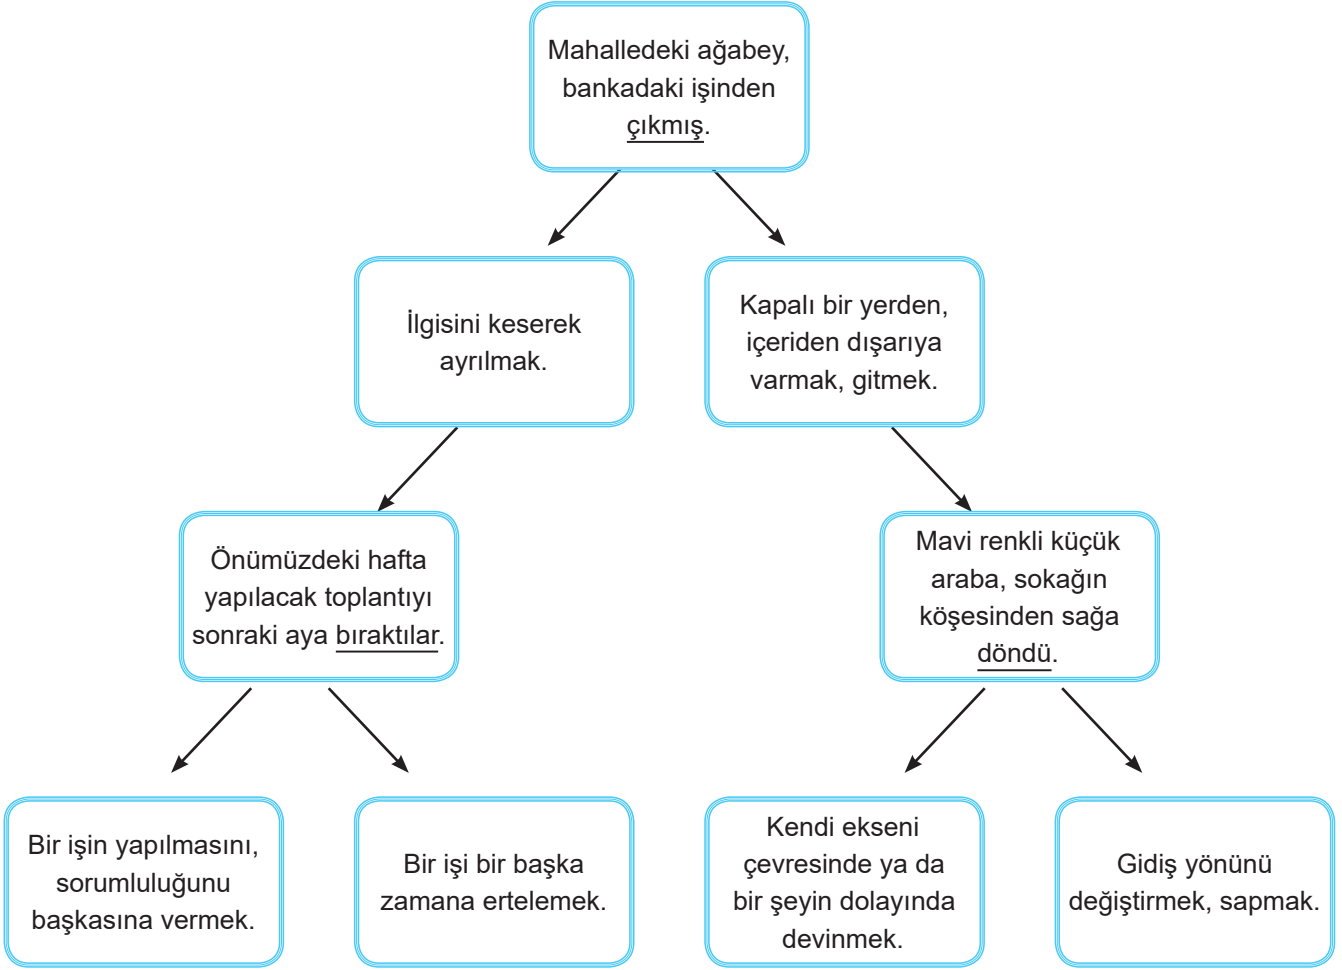 Mahalledeki ağabey,
bankadaki işinden
çıkmış.
İlgisini keserek
ayrılmak.
Kapalı bir yerden,
içeriden dışarıya
varmak, gitmek.
Önümüzdeki hafta
yapılacak toplantıyı
sonraki aya bıraktılar.
Mavi renkli küçük
araba, sokağın
köşesinden sağa
döndü.
Bir işin yapılmasını,
sorumluluğunu
başkasına vermek.
Bir işi bir başka
zamana ertelemek.
Kendi ekseni
çevresinde ya da
bir şeyin dolayında
devinmek.
Gidiş yönünü
değiştirmek, sapmak.